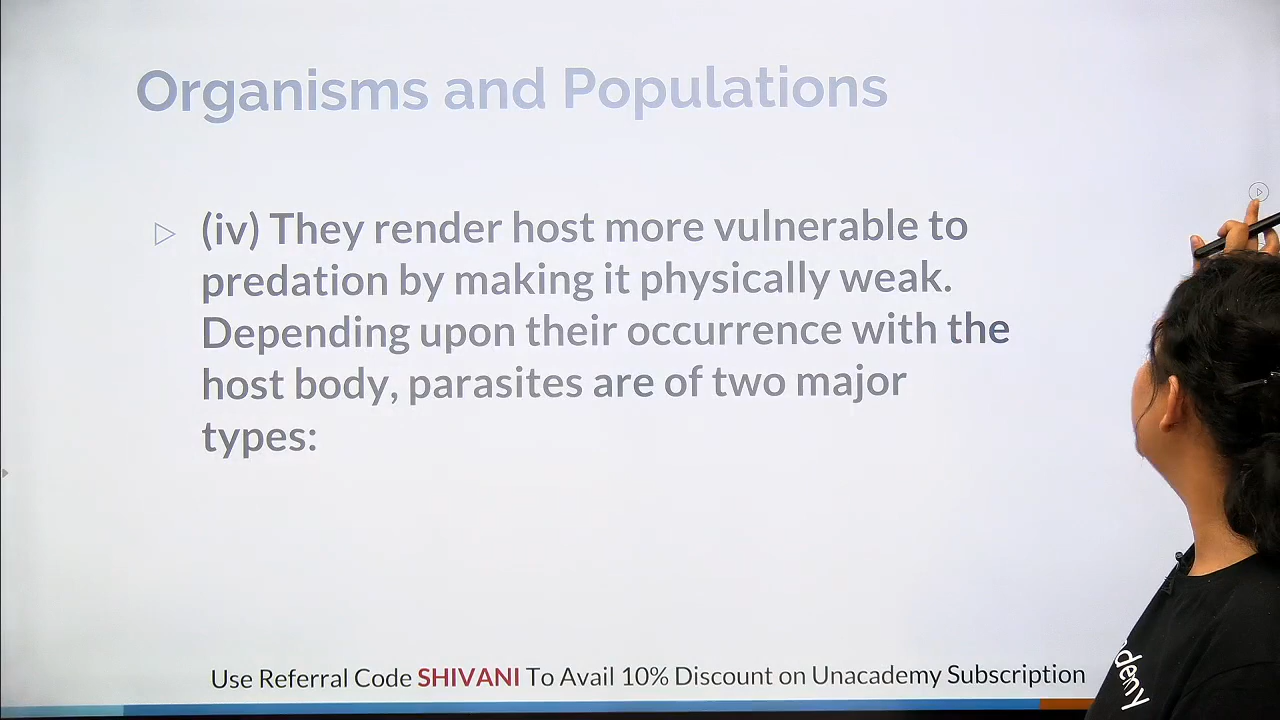 Organisms and Populations
(iv) They render host more vulnerable to
predation by making it physically weak.
Depending upon their occurrence with the
host body, parasites are of two major
types:
Use Referral Code SHIVANI To Avail 10% Discount on Unacademy Subscription
demy